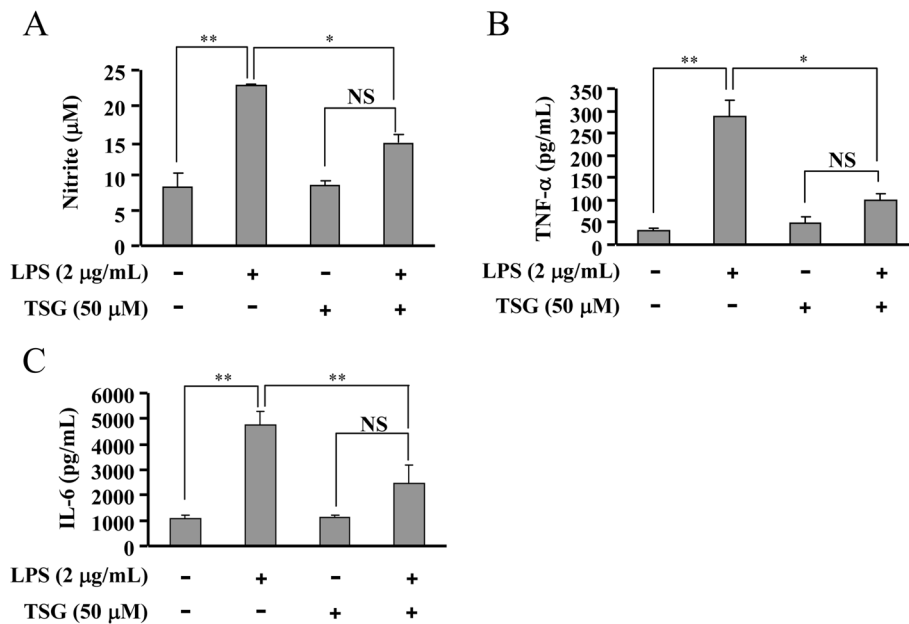 A
**
*
NS
Nitrite (μM)
25
20
15
10
5
0
LPS (2 μg/mL) - + - +
TSG (50 μM) - - + +
B
**
*
NS
TNF-α (pg/mL)
350
300
250
200
150
100
50
0
LPS (2 μg/mL) - + - +
TSG (50 μM) - - + +
C
**
**
NS
IL-6 (pg/mL)
6000
5000
4000
3000
2000
1000
0
LPS (2 μg/mL) - + - +
TSG (50 μM) - - + +